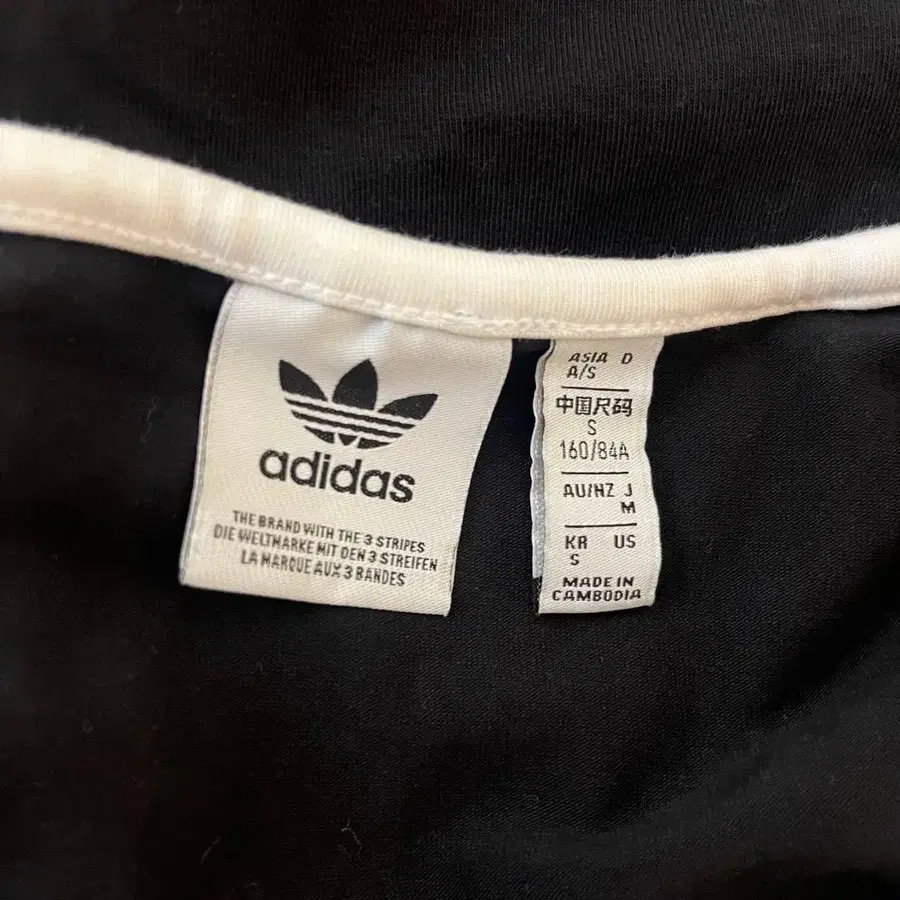 adidas
THE BRAND WITH THE 3 STRIPES
DIE WELTMARKE MIT DEN 3 STREIFEN
LA MARQUE AUX 3 BANDES
ASIA D
A/S
中国尺码
S
160/84A
AU/NZ J
M
KR US
S
MADE IN
CAMBODIA